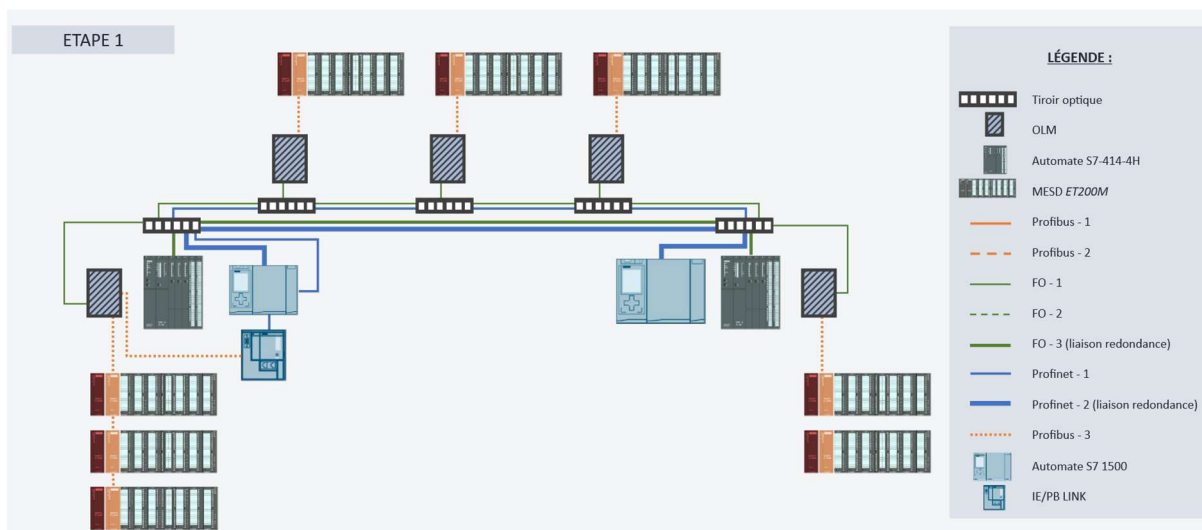 ETAPE 1
LÉGENDE :
Tiroir optique
OLM
Automate S7-414-4H
MESD ET200M
Profibus - 1
Profibus - 2
FO - 1
FO - 2
FO - 3 (liaison redondance)
Profinet - 1
Profinet - 2 (liaison redondance)
Profibus - 3
Automate S7 1500
IE/PB LINK